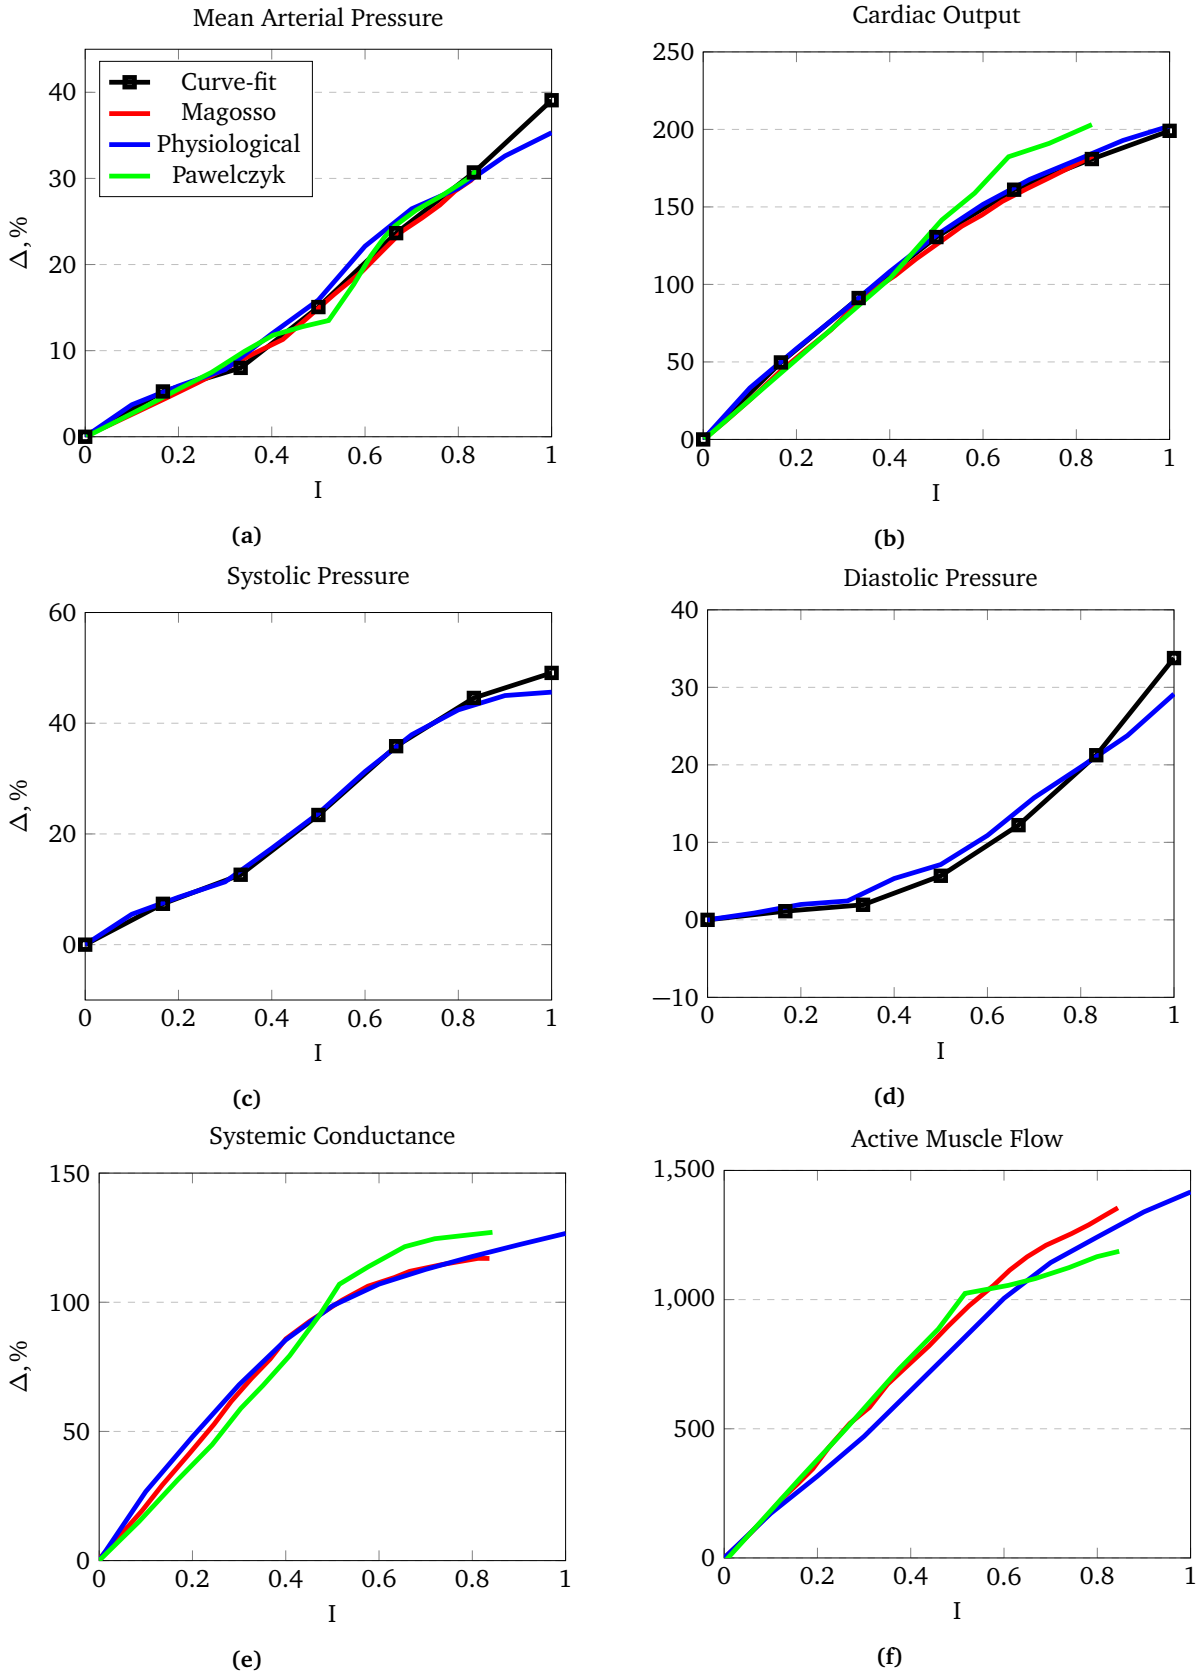 Mean Arterial Pressure
Δ, %
40
30
20
10
0
Curve-fit
Magosso
Physiological
Pawelczyk
0 0.2 0.4 0.6 0.8 1
I
(a)
Cardiac Output
250
200
150
100
50
0
0 0.2 0.4 0.6 0.8 1
I
(b)
Systolic Pressure
Δ, %
60
40
20
0
0 0.2 0.4 0.6 0.8 1
I
(c)
Diastolic Pressure
40
30
20
10
0
−10
0 0.2 0.4 0.6 0.8 1
I
(d)
Systemic Conductance
Δ, %
150
100
50
0
0 0.2 0.4 0.6 0.8 1
I
(e)
Active Muscle Flow
1,500
1,000
500
0
0 0.2 0.4 0.6 0.8 1
I
(f)